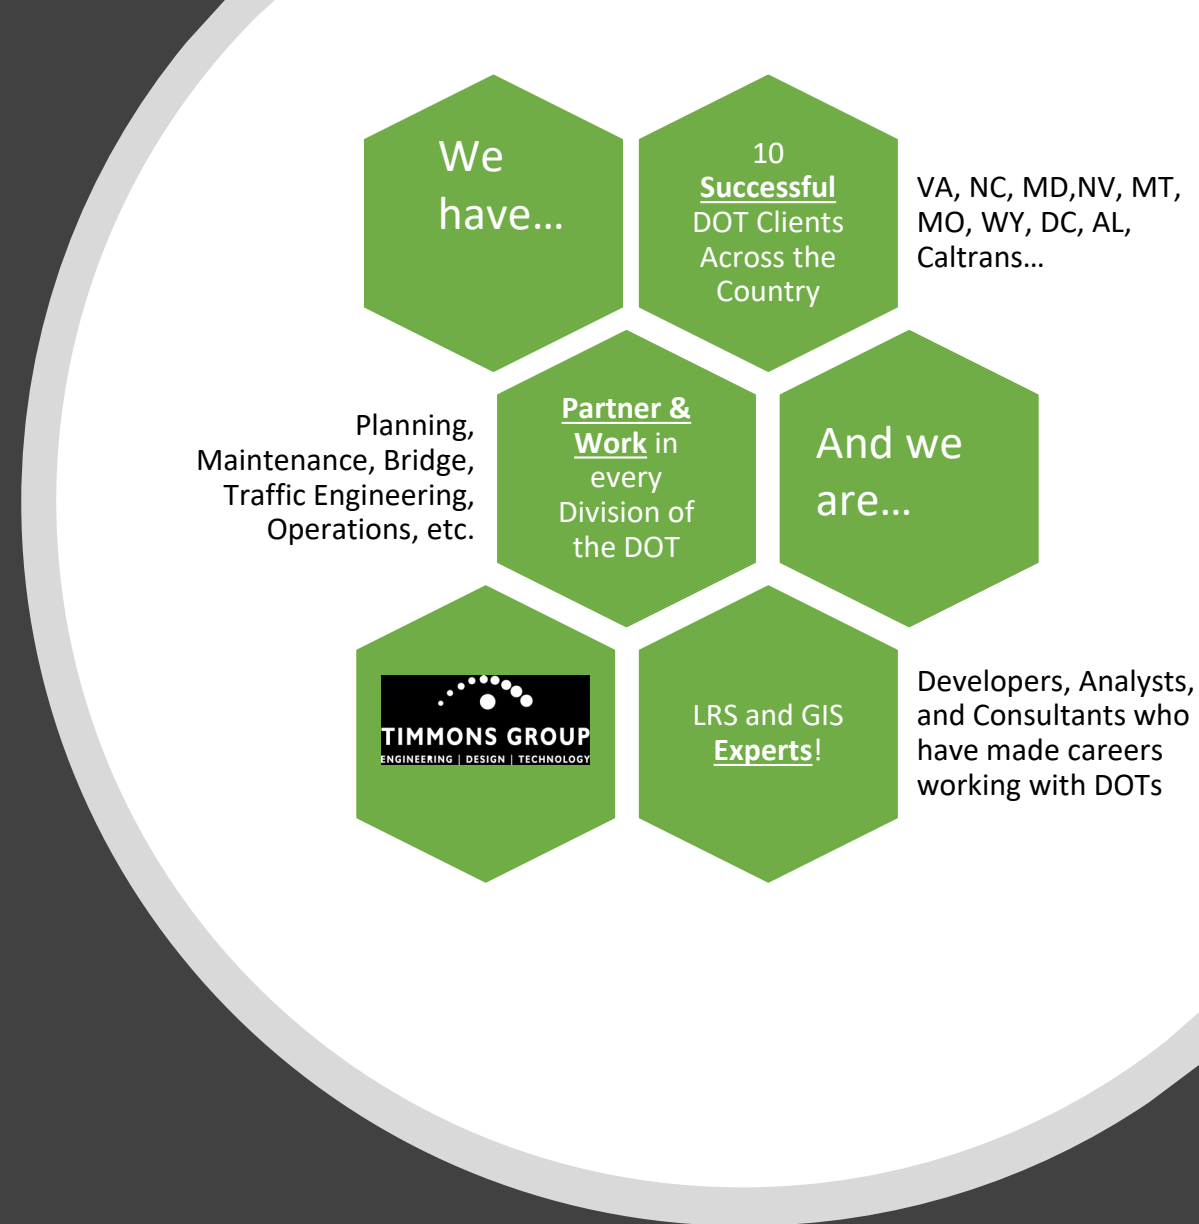 We
have…
10
Successful
DOT Clients
Across the
Country
VA, NC, MD,NV, MT,
MO, WY, DC, AL,
Caltrans…
Planning,
Maintenance, Bridge,
Traffic Engineering,
Operations, etc.
Partner &
Work in
every
Division of
the DOT
And we
are…
TIMMONS GROUP
ENGINEERING | DESIGN | TECHNOLOGY
LRS and GIS
Experts!
Developers, Analysts,
and Consultants who
have made careers
working with DOTs